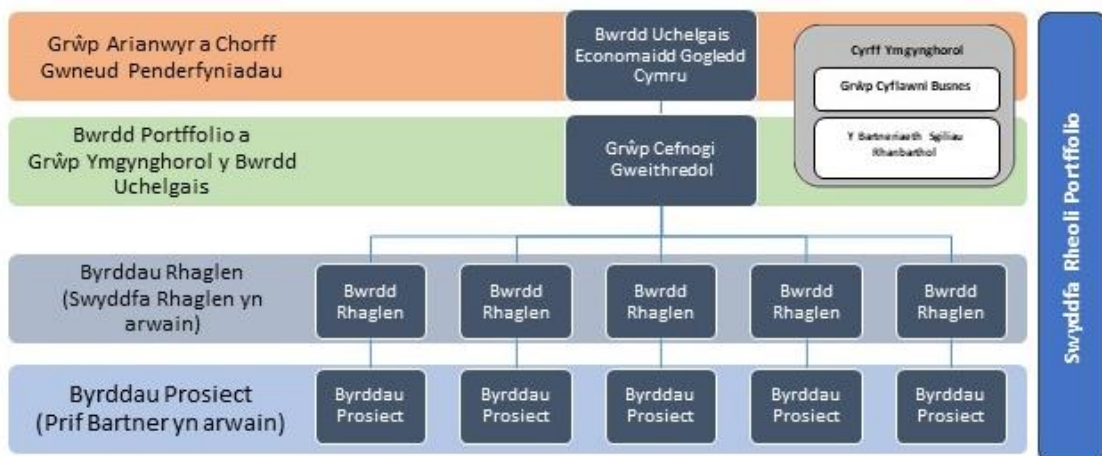 Grŵp Arianwyr a Chorff
Gwneud Penderfyniadau
Bwrdd Uchelgais
Economaidd Gogledd
Cymru
Cyrff Ymgynghorol
Grŵp Cyflawni Busnes
Y Bartneriaeth Sgiliau
Rhanbarthol
Bwrdd Portffolio a
Grŵp Ymgynghorol y Bwrdd
Uchelgais
Grŵp Cefnogi
Gweithredol
Byrddau Rhaglen
(Swyddfa Rhaglen yn
arwain)
Bwrdd
Rhaglen
Bwrdd
Rhaglen
Bwrdd
Rhaglen
Bwrdd
Rhaglen
Bwrdd
Rhaglen
Byrddau Prosiect
(Prif Bartner yn arwain)
Byrddau
Prosiect
Byrddau
Prosiect
Byrddau
Prosiect
Byrddau
Prosiect
Byrddau
Prosiect
Swyddfa Rheoli Portffolio